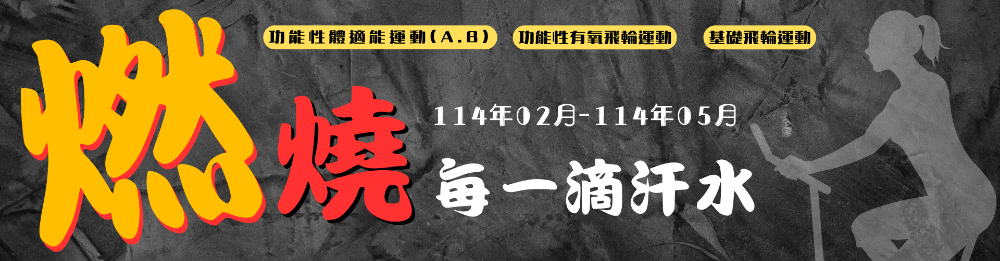 功能性體適能運動(A.B)
功能性有氧飛輪運動
基礎飛輪運動
燃燒
114年02月-114年05月
每一滴汗水